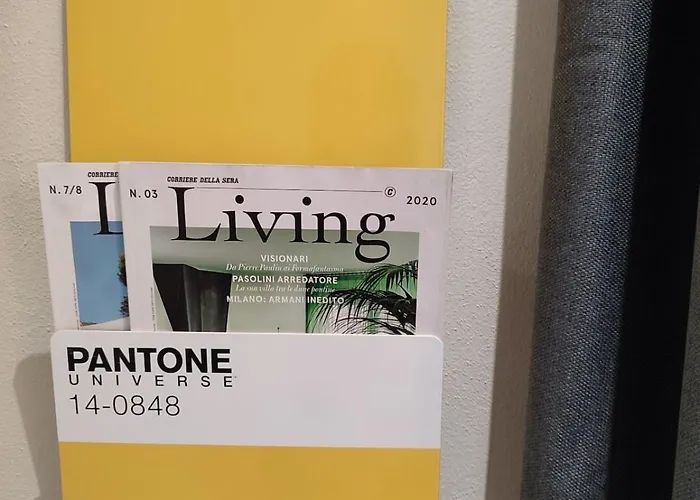 CORRIERE
N. 7/8
L
CORRIERE DELLA SERA
N. 03
©
2020
Living
VISIONARI
Da Pierre Paulin ai Formafantasma
PASOLINI ARREDATORE
La sua villa tra le dune pontine
MILANO: ARMANI INEDITO
PANTONE
UNIVERSE
14-0848